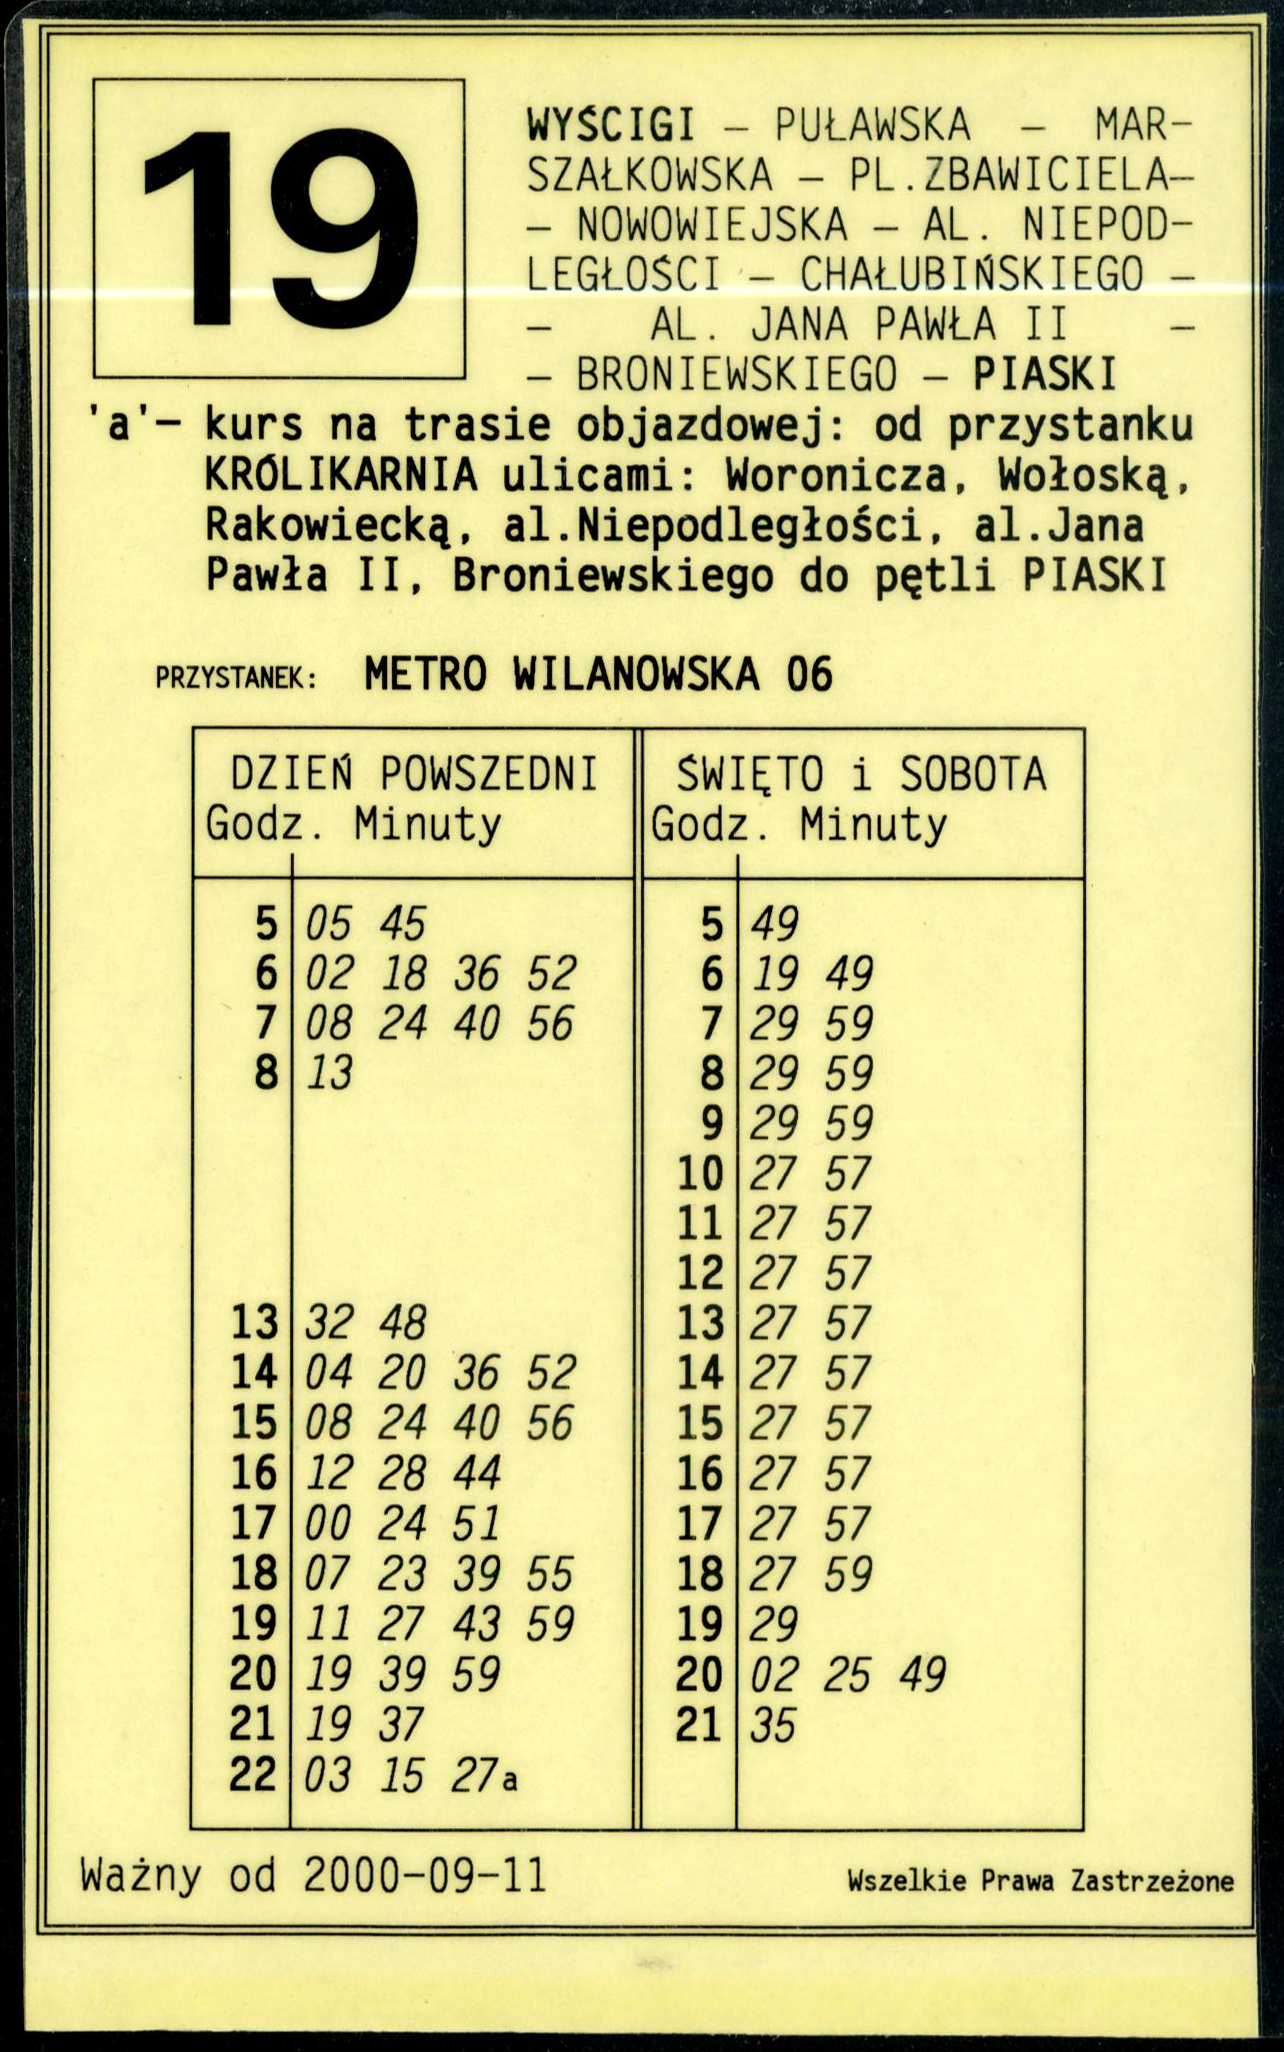 19
WYŚCIGI – PUŁAWSKA – MAR-
SZAŁKOWSKA – PL.ZBAWICIELA–
– NOWOWIEJSKA – AL. NIEPOD-
LEGŁOŚCI – CHAŁUBIŃSKIEGO –
– AL. JANA PAWŁA II –
– BRONIEWSKIEGO – PIASKI
'a'– kurs na trasie objazdowej: od przystanku
KRÓLIKARNIA ulicami: Woronicza, Wołoską,
Rakowiecką, al.Niepodległości, al.Jana
Pawła II, Broniewskiego do pętli PIASKI
PRZYSTANEK: METRO WILANOWSKA 06
DZIEŃ POWSZEDNI ŚWIĘTO i SOBOTA
Godz. Minuty Godz. Minuty
5 05 45 5 49
6 02 18 36 52 6 19 49
7 08 24 40 56 7 29 59
8 13 8 29 59
9 29 59
10 27 57
11 27 57
12 27 57
13 32 48 13 27 57
14 04 20 36 52 14 27 57
15 08 24 40 56 15 27 57
16 12 28 44 16 27 57
17 00 24 51 17 27 57
18 07 23 39 55 18 27 59
19 11 27 43 59 19 29
20 19 39 59 20 02 25 49
21 19 37 21 35
22 03 15 27a
Ważny od 2000-09-11 Wszelkie Prawa Zastrzeżone